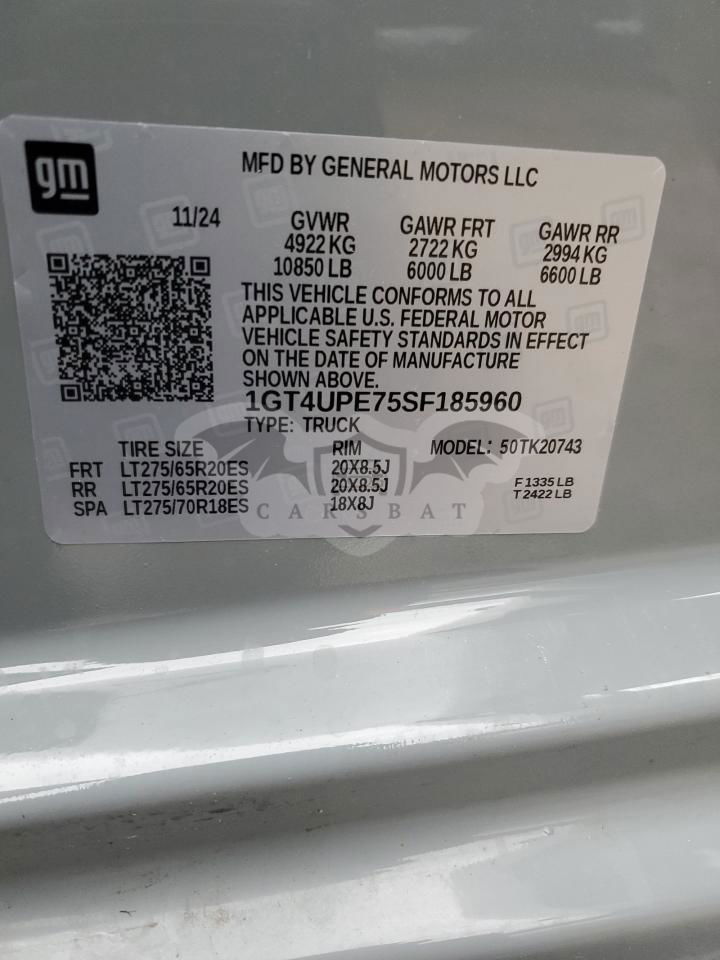 gm
MFD BY GENERAL MOTORS LLC
11/24 GVWR GAWR FRT GAWR RR
4922 KG 2722 KG 2994 KG
10850 LB 6000 LB 6600 LB
THIS VEHICLE CONFORMS TO ALL
APPLICABLE U.S. FEDERAL MOTOR
VEHICLE SAFETY STANDARDS IN EFFECT
ON THE DATE OF MANUFACTURE
SHOWN ABOVE.
1GT4UPE75SF185960
TYPE: TRUCK
TIRE SIZE RIM MODEL: 50TK20743
FRT LT275/65R20ES 20X8.5J F 1335 LB
RR LT275/65R20ES 20X8.5J T 2422 LB
SPA LT275/70R18ES 18X8J
CARSBAT